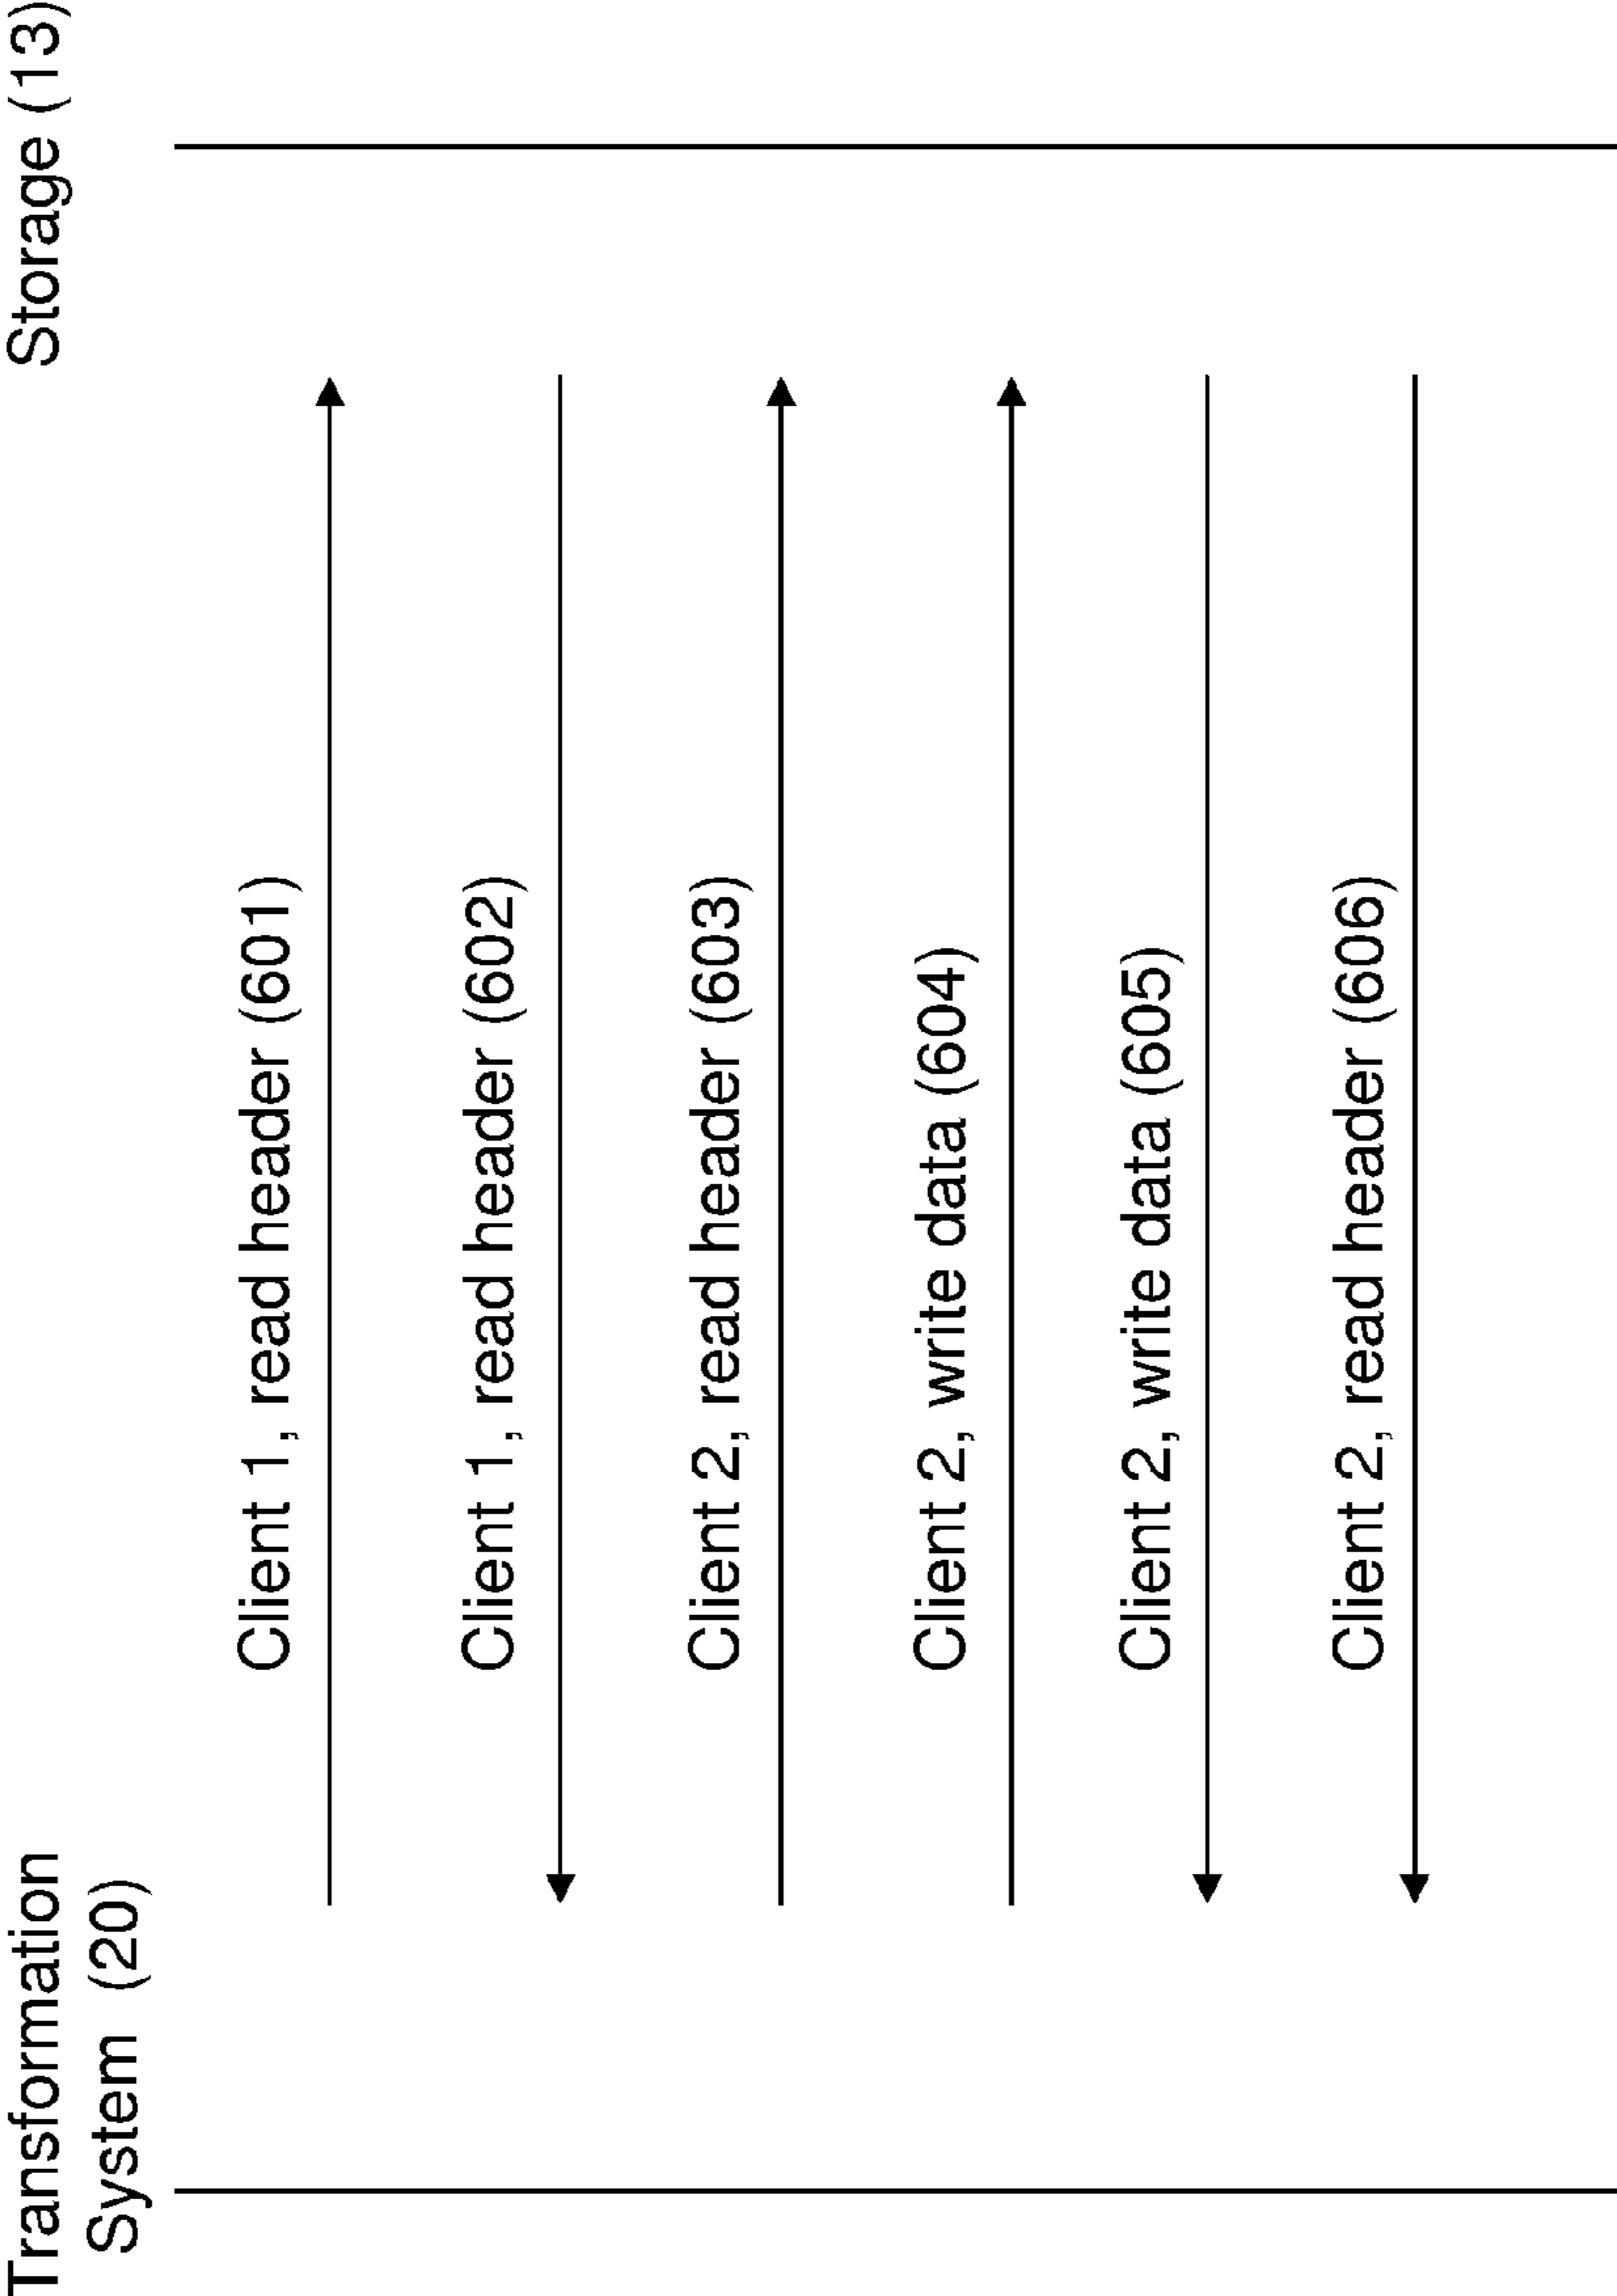 Transformation
System (20)
Storage (13)
Client 1, read header (601)
Client 1, read header (602)
Client 2, read header (603)
Client 2, write data (604)
Client 2, write data (605)
Client 2, read header (606)